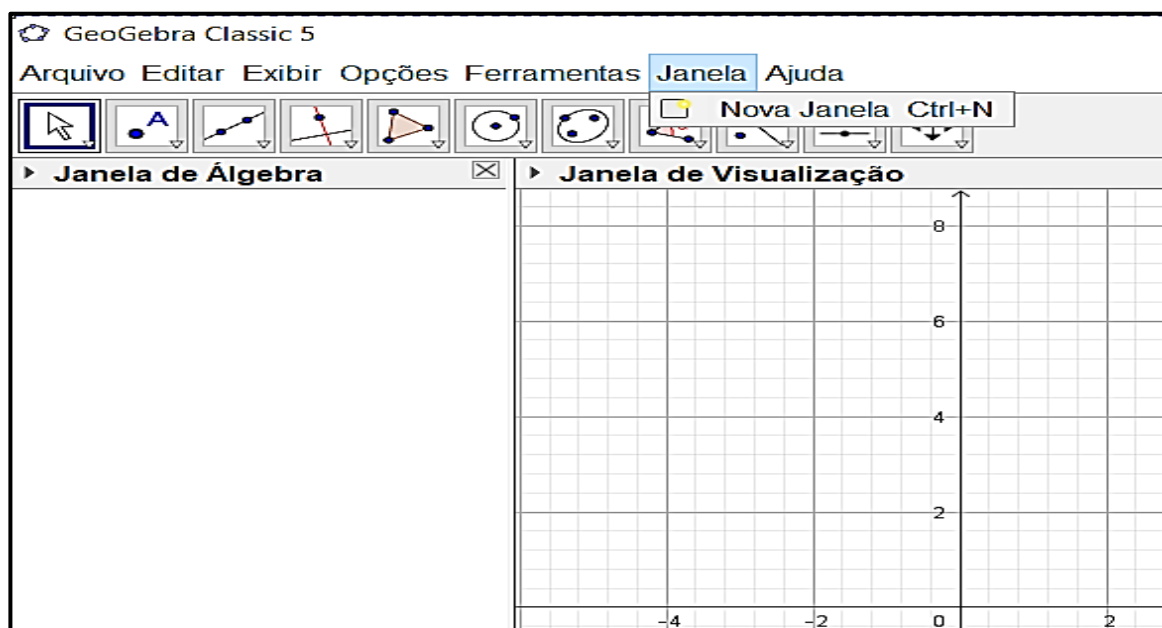 GeoGebra Classic 5
Arquivo Editar Exibir Opções Ferramentas Janela Ajuda
Nova Janela Ctrl+N
A
Janela de Álgebra
Janela de Visualização
8
6
4
2
-4 -2 0 2